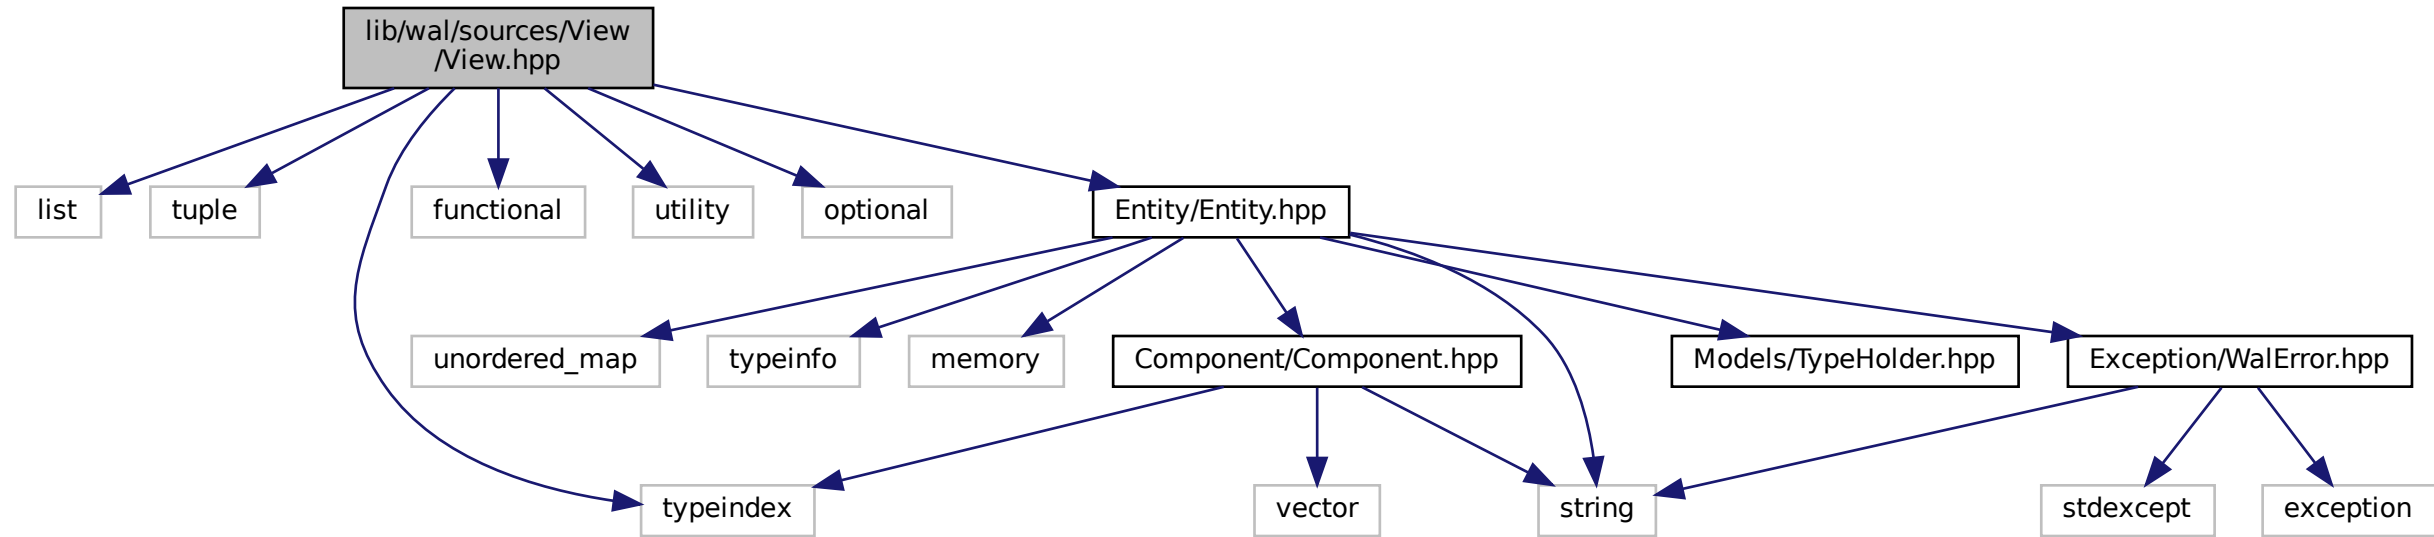 lib/wal/sources/View
/View.hpp
list
tuple
functional
utility
optional
Entity/Entity.hpp
unordered_map
typeinfo
memory
Component/Component.hpp
Models/TypeHolder.hpp
Exception/WalError.hpp
typeindex
vector
string
stdexcept
exception